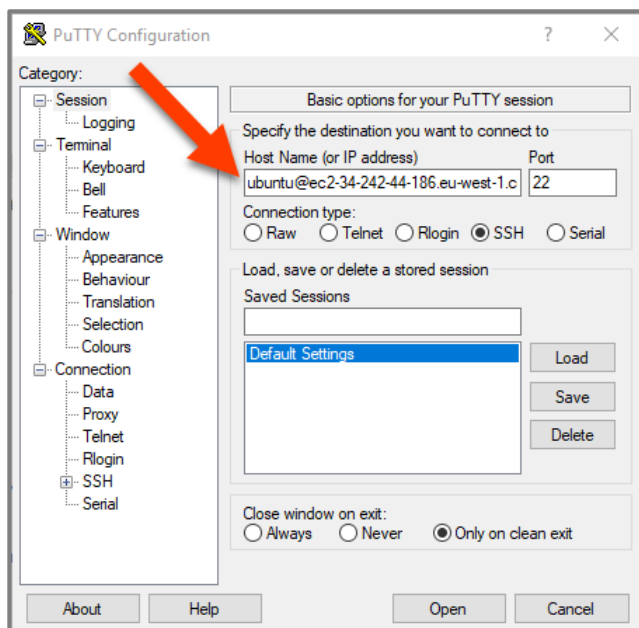 PuTTY Configuration
? ×
Category:
Session
Logging
Terminal
Keyboard
Bell
Features
Window
Appearance
Behaviour
Translation
Selection
Colours
Connection
Data
Proxy
Telnet
Rlogin
SSH
Serial
Basic options for your PuTTY session
Specify the destination you want to connect to
Host Name (or IP address) Port
ubuntu@ec2-34-242-44-186.eu-west-1.c 22
Connection type:
Raw Telnet Rlogin SSH Serial
Load, save or delete a stored session
Saved Sessions
Default Settings
Load
Save
Delete
Close window on exit:
Always Never Only on clean exit
About Help Open Cancel